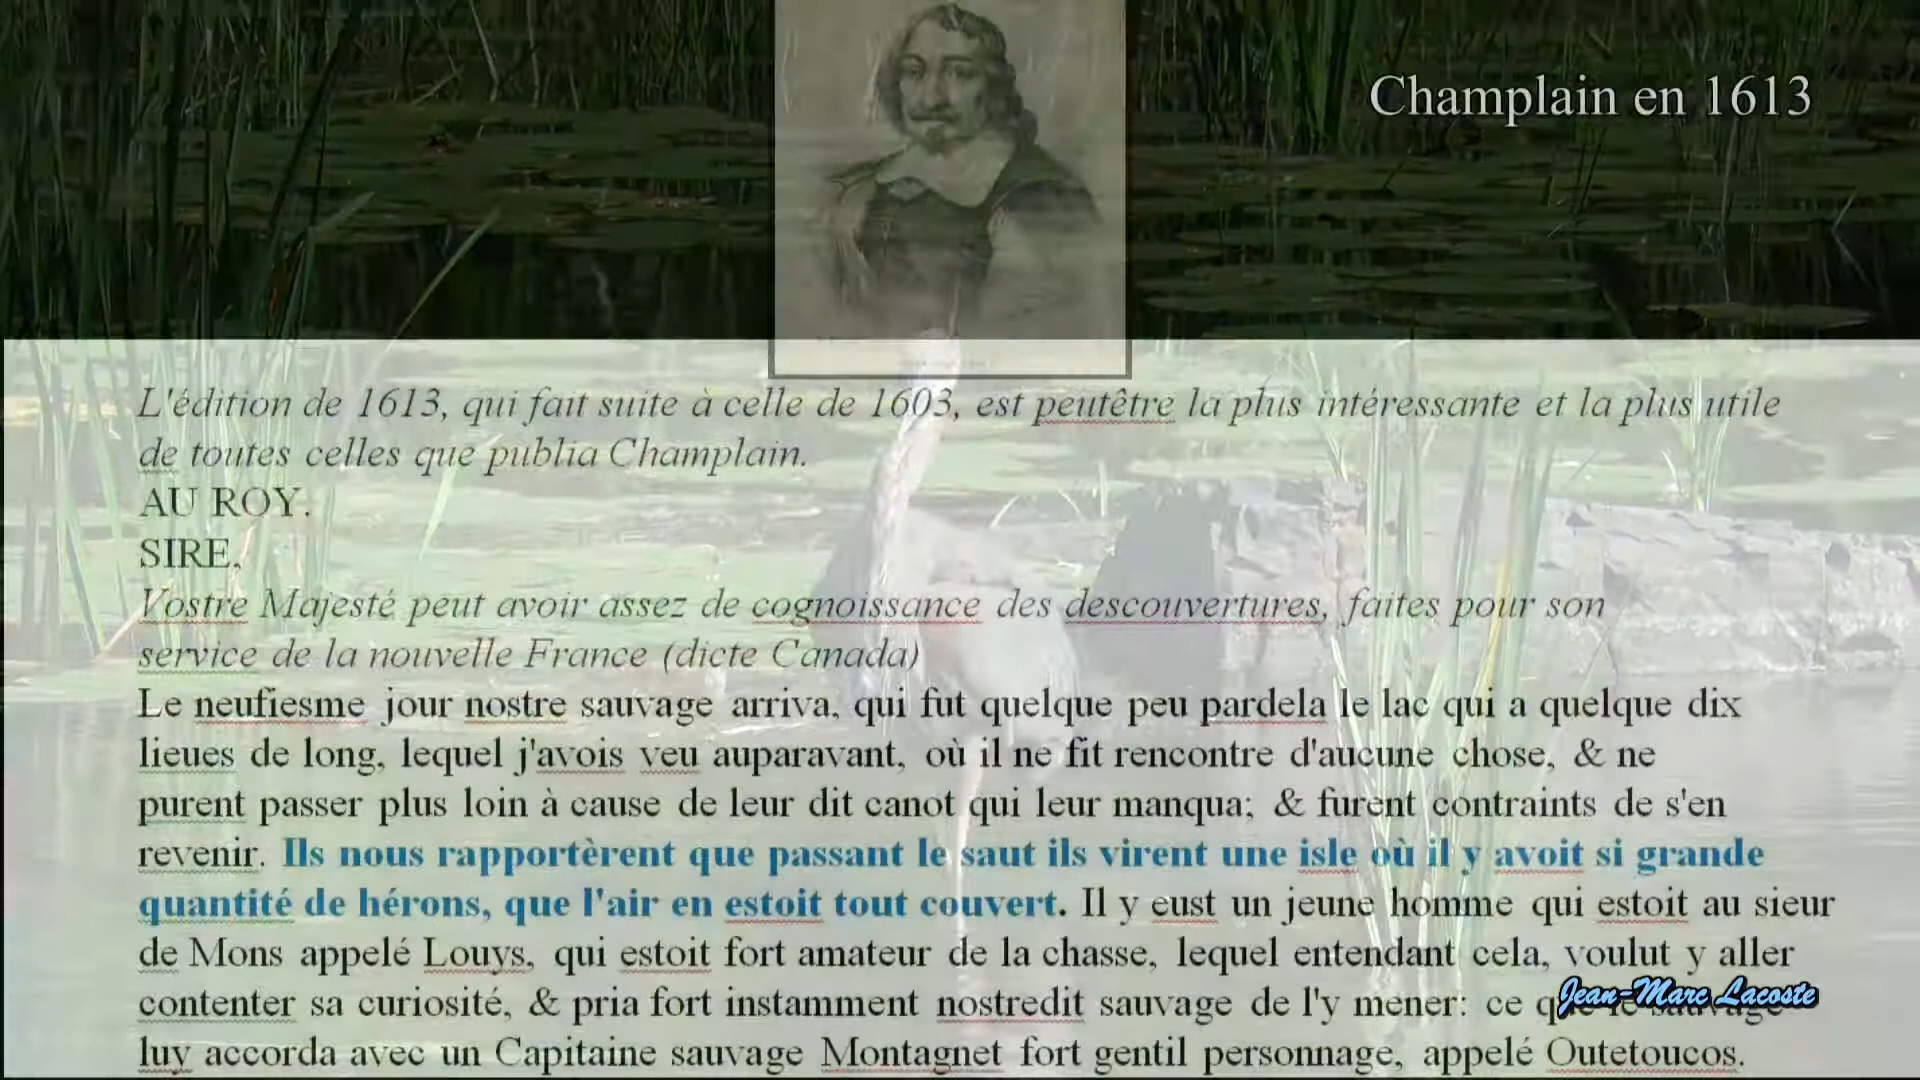 Champlain en 1613
L'édition de 1613, qui fait suite à celle de 1603, est peutêtre la plus intéressante et la plus utile
de toutes celles que publia Champlain.
AU ROY.
SIRE,
Vostre Majesté peut avoir assez de cognoissance des descouvertures, faites pour son
service de la nouvelle France (dicte Canada)
Le neufiesme jour nostre sauvage arriva, qui fut quelque peu pardela le lac qui a quelque dix
lieues de long, lequel j'avois veu auparavant, où il ne fit rencontre d'aucune chose, & ne
purent passer plus loin à cause de leur dit canot qui leur manqua; & furent contraints de s'en
revenir. Ils nous rapportèrent que passant le saut ils virent une isle où il y avoit si grande
quantité de hérons, que l'air en estoit tout couvert. Il y eust un jeune homme qui estoit au sieur
de Mons appelé Louys, qui estoit fort amateur de la chasse, lequel entendant cela, voulut y aller
contenter sa curiosité, & pria fort instamment nostredit sauvage de l'y mener: ce que le sauvage
luy accorda avec un Capitaine sauvage Montagnet fort gentil personnage, appelé Outetoucos.
Jean-Marc Lacoste